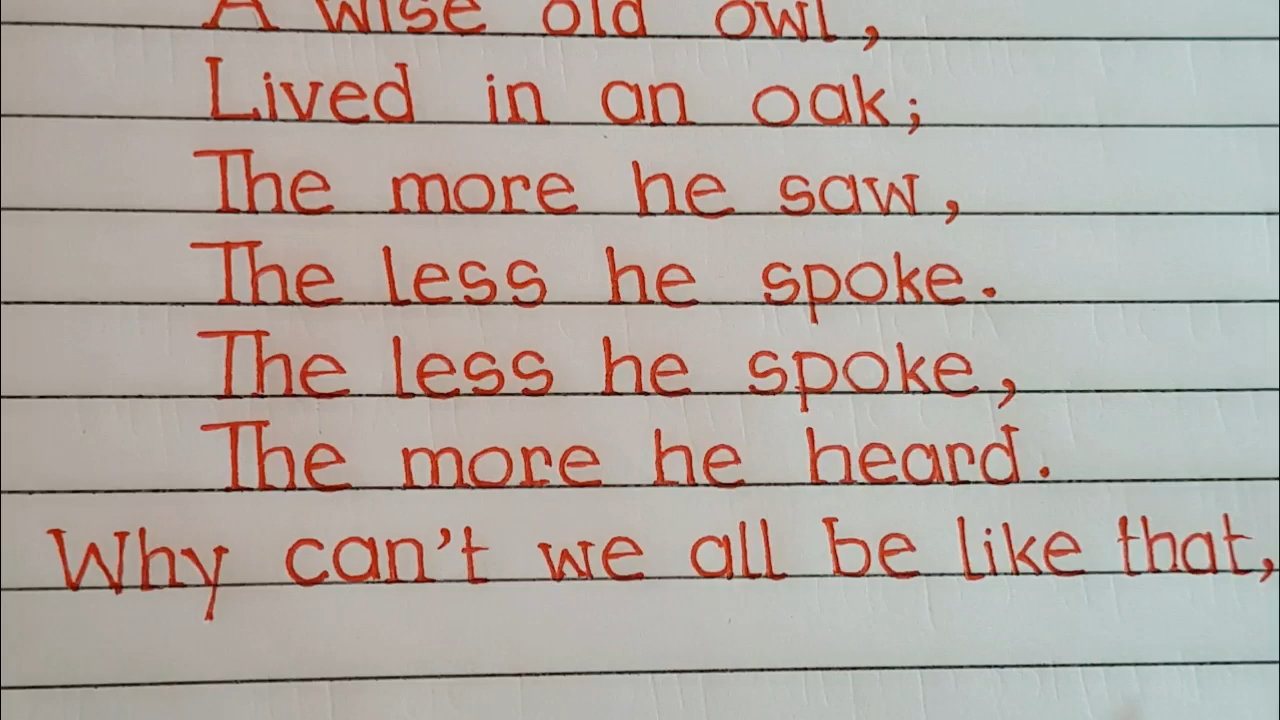 A wise old owl,
Lived in an oak;
The more he saw,
The less he spoke.
The less he spoke,
The more he heard.
Why can't we all be like that,